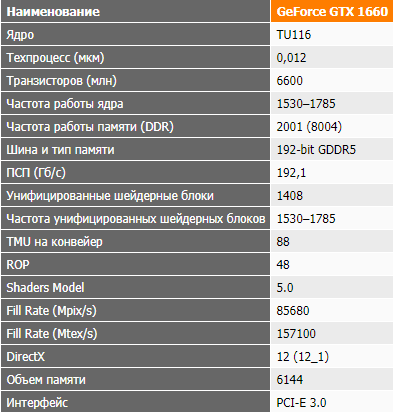 Наименование GeForce GTX 1660
Ядро TU116
Техпроцесс (мкм) 0,012
Транзисторов (млн) 6600
Частота работы ядра 1530–1785
Частота работы памяти (DDR) 2001 (8004)
Шина и тип памяти 192-bit GDDR5
ПСП (Гб/с) 192,1
Унифицированные шейдерные блоки 1408
Частота унифицированных шейдерных блоков 1530–1785
TMU на конвейер 88
ROP 48
Shaders Model 5.0
Fill Rate (Mpix/s) 85680
Fill Rate (Mtex/s) 157100
DirectX 12 (12_1)
Объем памяти 6144
Интерфейс PCI-E 3.0